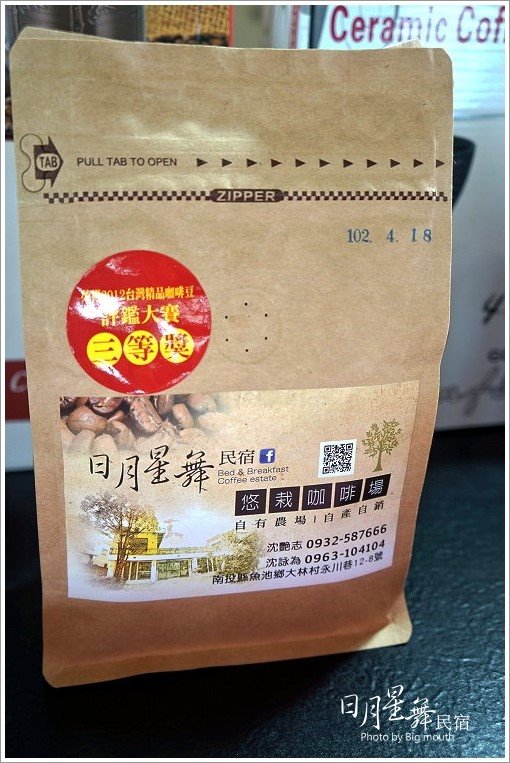 Ceramic Cof
TAB
PULL TAB TO OPEN
ZIPPER
102. 4. 18
2012台灣精品咖啡豆
評鑑大賽
三等獎
日月星舞 民宿
Bed & Breakfast
Coffee estate
悠栽咖啡場
自有農場|自產自銷
沈艷志 0932-587666
沈詠為 0963-104104
南投縣魚池鄉大林村永川巷12-8號
日月星舞民宿
Photo by Big mouth